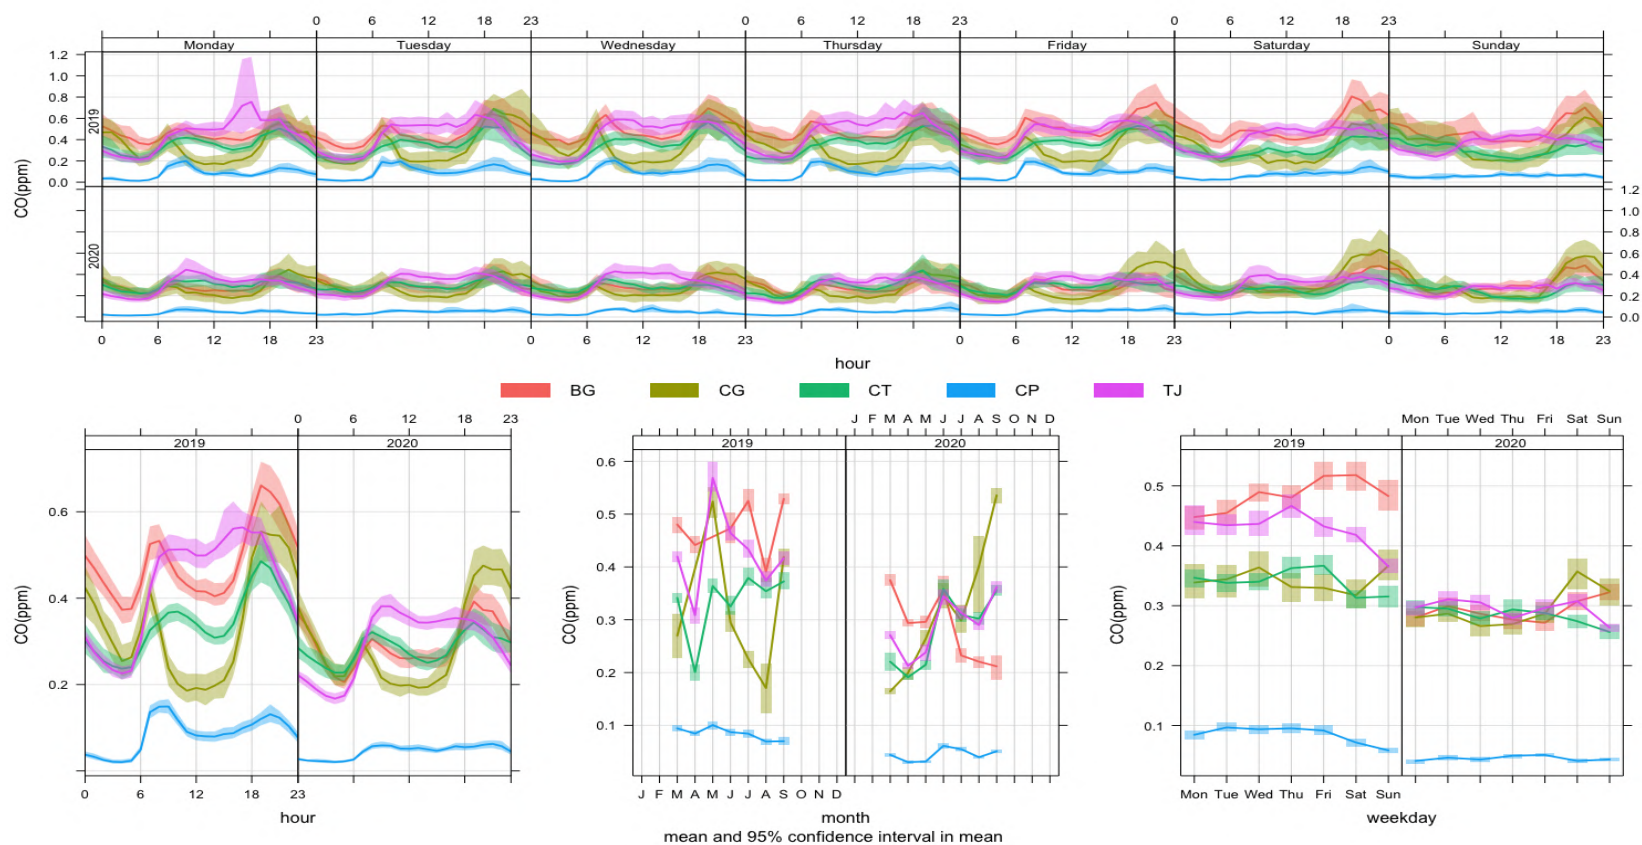 0 6 12 18 23 0 6 12 18 23 0 6 12 18 23
Monday Tuesday Wednesday Thursday Friday Saturday Sunday
1.2
1.0
0.8
0.6
0.4
0.2
0.0
2019
CO(ppm)
1.2
1.0
0.8
0.6
0.4
0.2
0.0
2020
0 6 12 18 23 0 6 12 18 23 0 6 12 18 23 0 6 12 18 23
hour
BG CG CT CP TJ
0 6 12 18 23
2019 2020
0.6
0.4
0.2
CO(ppm)
0 6 12 18 23
hour
J F M A M J J A S O N D
2019 2020
0.6
0.5
0.4
0.3
0.2
0.1
CO(ppm)
J F M A M J J A S O N D
month
mean and 95% confidence interval in mean
Mon Tue Wed Thu Fri Sat Sun
2019 2020
0.5
0.4
0.3
0.2
0.1
CO(ppm)
Mon Tue Wed Thu Fri Sat Sun
weekday